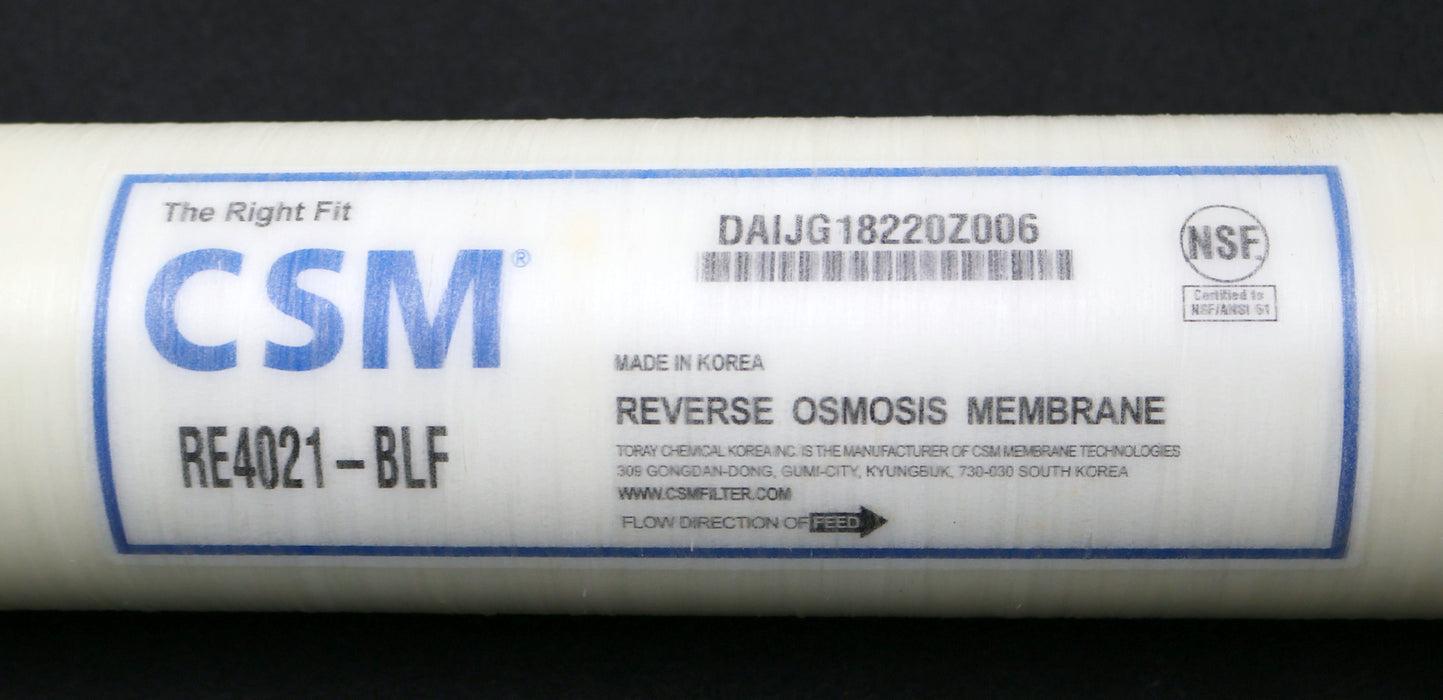 The Right Fit
CSM®
RE4021-BLF
DAIJG18220Z006
NSF.
Certified to
NSF/ANSI 61
MADE IN KOREA
REVERSE OSMOSIS MEMBRANE
TORAY CHEMICAL KOREA INC. IS THE MANUFACTURER OF CSM MEMBRANE TECHNOLOGIES
309 GONGDAN-DONG, GUMI-CITY, KYUNGBUK, 730-030 SOUTH KOREA
WWW.CSMFILTER.COM
FLOW DIRECTION OF FEED